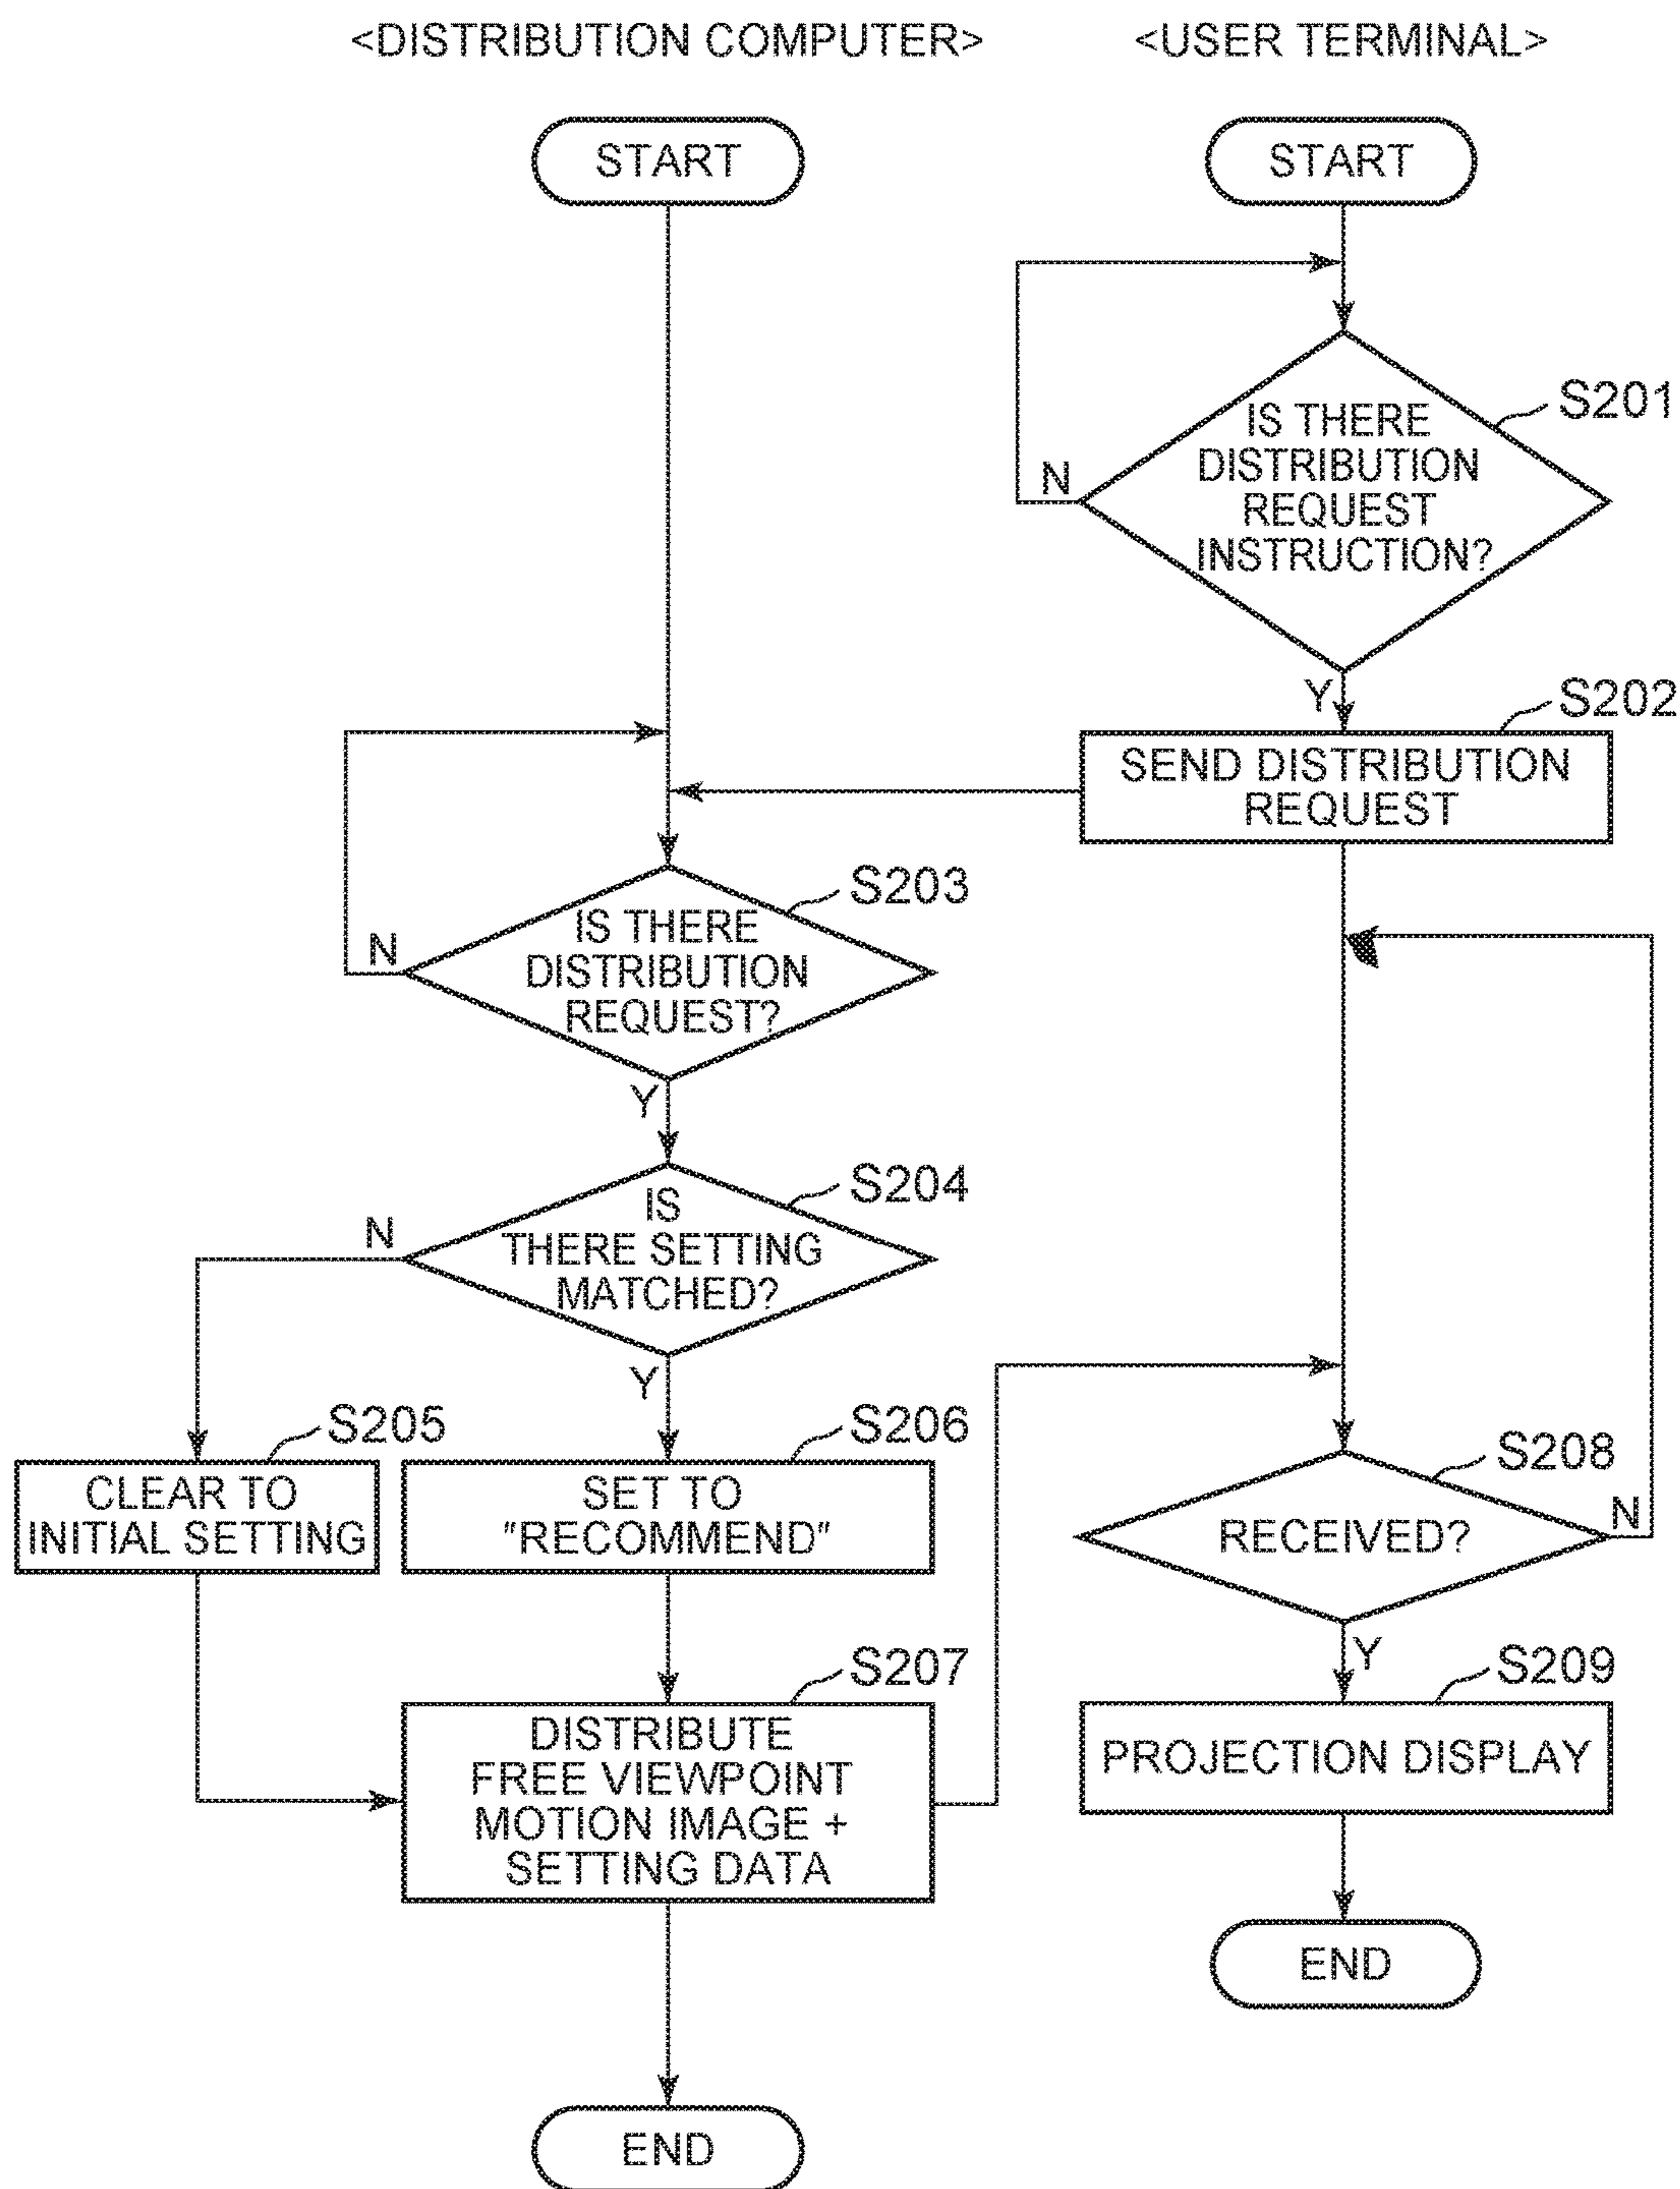 <DISTRIBUTION COMPUTER>
<USER TERMINAL>
START
START
S201
IS THERE
DISTRIBUTION
REQUEST
INSTRUCTION?
N
Y
S202
SEND DISTRIBUTION
REQUEST
S203
IS THERE
DISTRIBUTION
REQUEST?
N
Y
S204
IS
THERE SETTING
MATCHED?
N
Y
S205
CLEAR TO
INITIAL SETTING
S206
SET TO
"RECOMMEND"
S207
DISTRIBUTE
FREE VIEWPOINT
MOTION IMAGE +
SETTING DATA
S208
RECEIVED?
N
Y
S209
PROJECTION DISPLAY
END
END